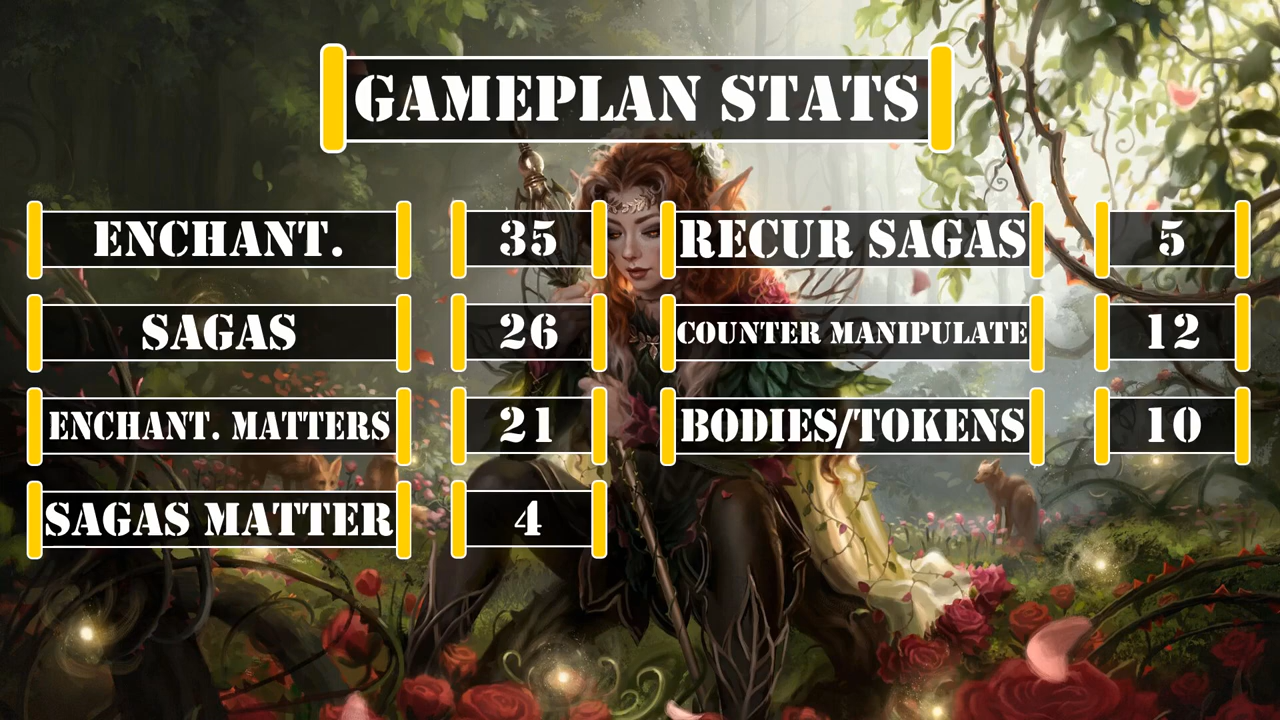 GAMEPLAN STATS
ENCHANT. 35
SAGAS 26
ENCHANT. MATTERS 21
SAGAS MATTER 4
RECUR SAGAS 5
COUNTER MANIPULATE 12
BODIES/TOKENS 10